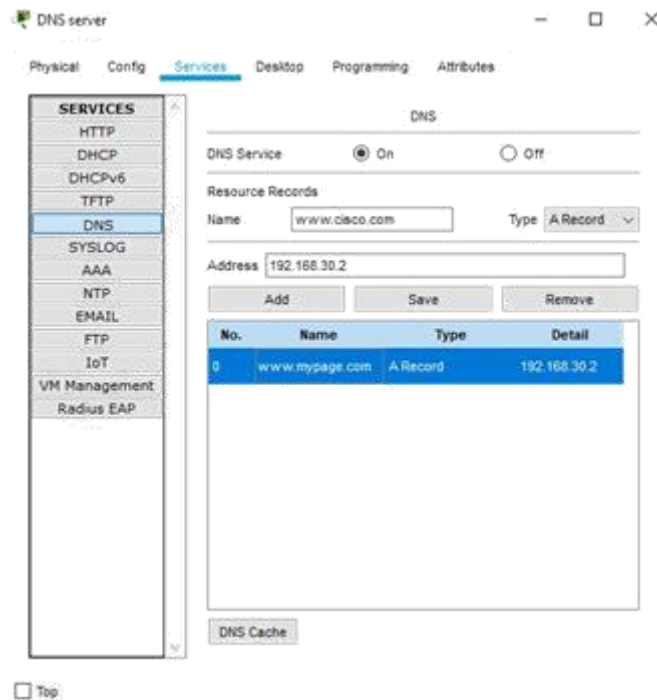 DNS server
Physical Config Services Desktop Programming Attributes
SERVICES
HTTP
DHCP
DHCPv6
TFTP
DNS
SYSLOG
AAA
NTP
EMAIL
FTP
IoT
VM Management
Radius EAP
DNS
DNS Service On Off
Resource Records
Name www.cisco.com Type A Record
Address 192.168.30.2
Add Save Remove
No. Name Type Detail
0 www.mypage.com A Record 192.168.30.2
DNS Cache
Top